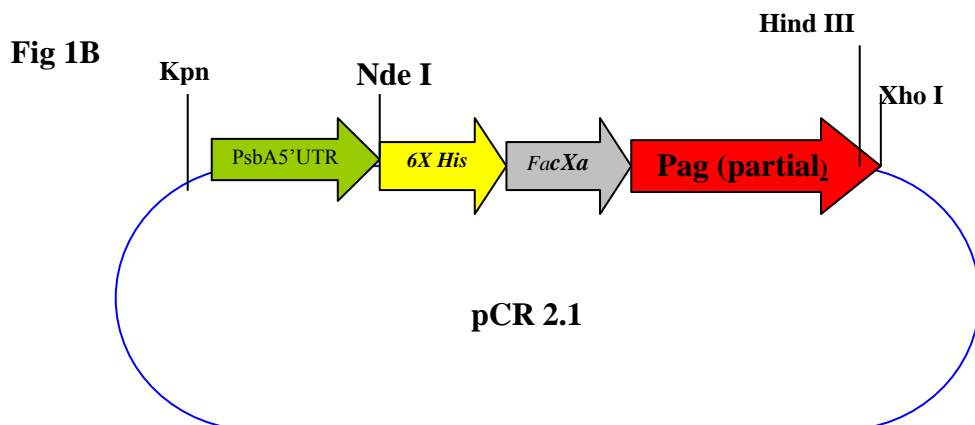 Fig 1B
Kpn
Nde I
Hind III
Xho I
PsbA5’UTR
6X His
FacXa
Pag (partial)
pCR 2.1